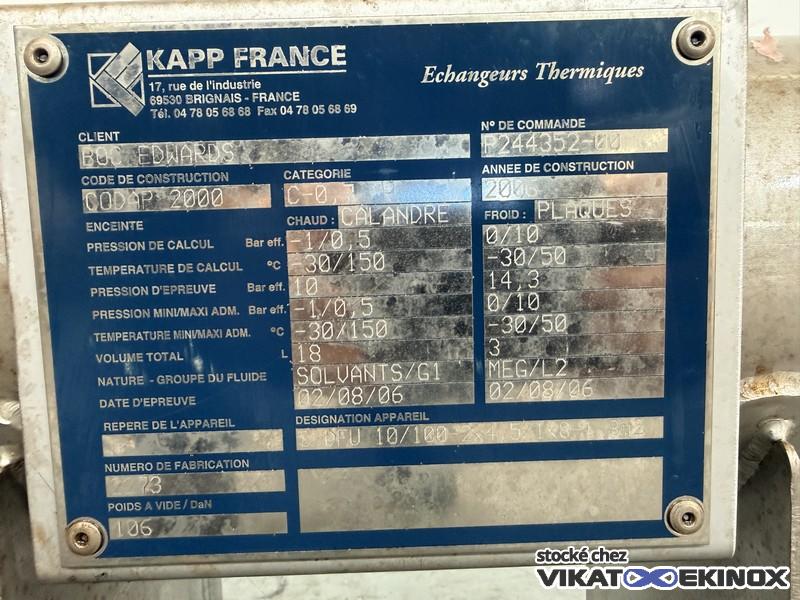 KAPP FRANCE
17, rue de l'industrie
69530 BRIGNAIS - FRANCE
Tél. 04 78 05 68 68 Fax 04 78 05 68 69
Echangeurs Thermiques
CLIENT
BOC EDWARDS
N° DE COMMANDE
F244352-00
CODE DE CONSTRUCTION
CODAP 2000
CATEGORIE
ANNEE DE CONSTRUCTION
2006
ENCEINTE CHAUD : CALANDRE FROID : PLAQUES
PRESSION DE CALCUL Bar eff. -1/0,5 0/10
TEMPERATURE DE CALCUL °C -30/150 -30/50
PRESSION D'EPREUVE Bar eff. 10 14,3
PRESSION MINI/MAXI ADM. Bar eff. -1/0,5 0/10
TEMPERATURE MINI/MAXI ADM. °C -30/150 -30/50
VOLUME TOTAL L 18 3
NATURE - GROUPE DU FLUIDE SOLVANTS/G1 MEG/L2
DATE D'EPREUVE 02/08/06 02/08/06
REPERE DE L'APPAREIL
DESIGNATION APPAREIL
10/100
NUMERO DE FABRICATION
POIDS A VIDE / DaN
106
stocké chez
VIKATOO EKINOX